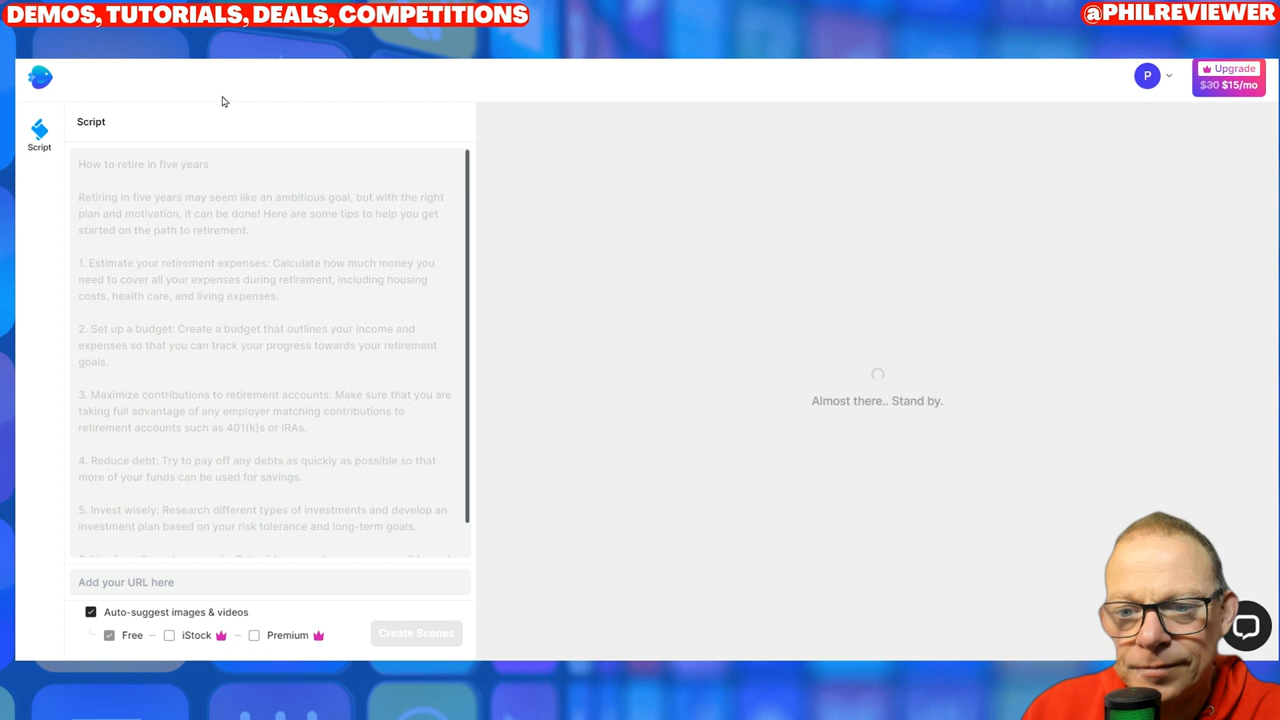 DEMOS, TUTORIALS, DEALS, COMPETITIONS
@PHILREVIEWER
P
Upgrade
$30 $15/mo
Script
Script
How to retire in five years
Retiring in five years may seem like an ambitious goal, but with the right
plan and motivation, it can be done! Here are some tips to help you get
started on the path to retirement.
1. Estimate your retirement expenses: Calculate how much money you
need to cover all your expenses during retirement, including housing
costs, health care, and living expenses.
2. Set up a budget: Create a budget that outlines your income and
expenses so that you can track your progress towards your retirement
goals.
3. Maximize contributions to retirement accounts: Make sure that you are
taking full advantage of any employer matching contributions to
retirement accounts such as 401(k)s or IRAs.
4. Reduce debt: Try to pay off any debts as quickly as possible so that
more of your funds can be used for savings.
5. Invest wisely: Research different types of investments and develop an
investment plan based on your risk tolerance and long-term goals.
Almost there.. Stand by.
Add your URL here
Auto-suggest images & videos
Free
iStock
Premium
Create Scenes